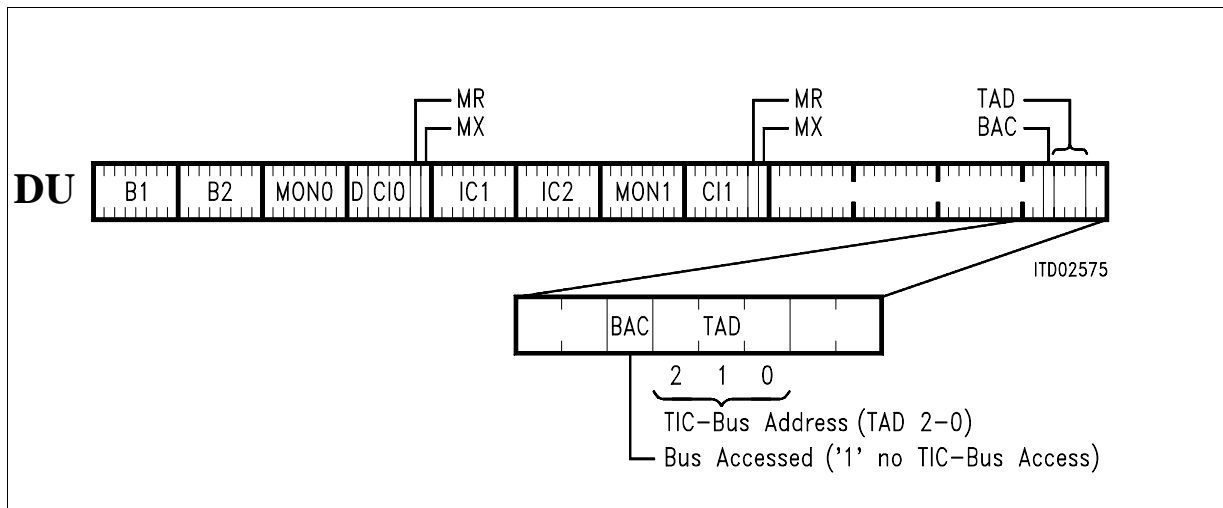 MR MR TAD
MX MX BAC
DU B1 B2 MON0 D CI0 IC1 IC2 MON1 CI1
ITD02575
BAC TAD
2 1 0
TIC-Bus Address (TAD 2-0)
Bus Accessed ('1' no TIC-Bus Access)